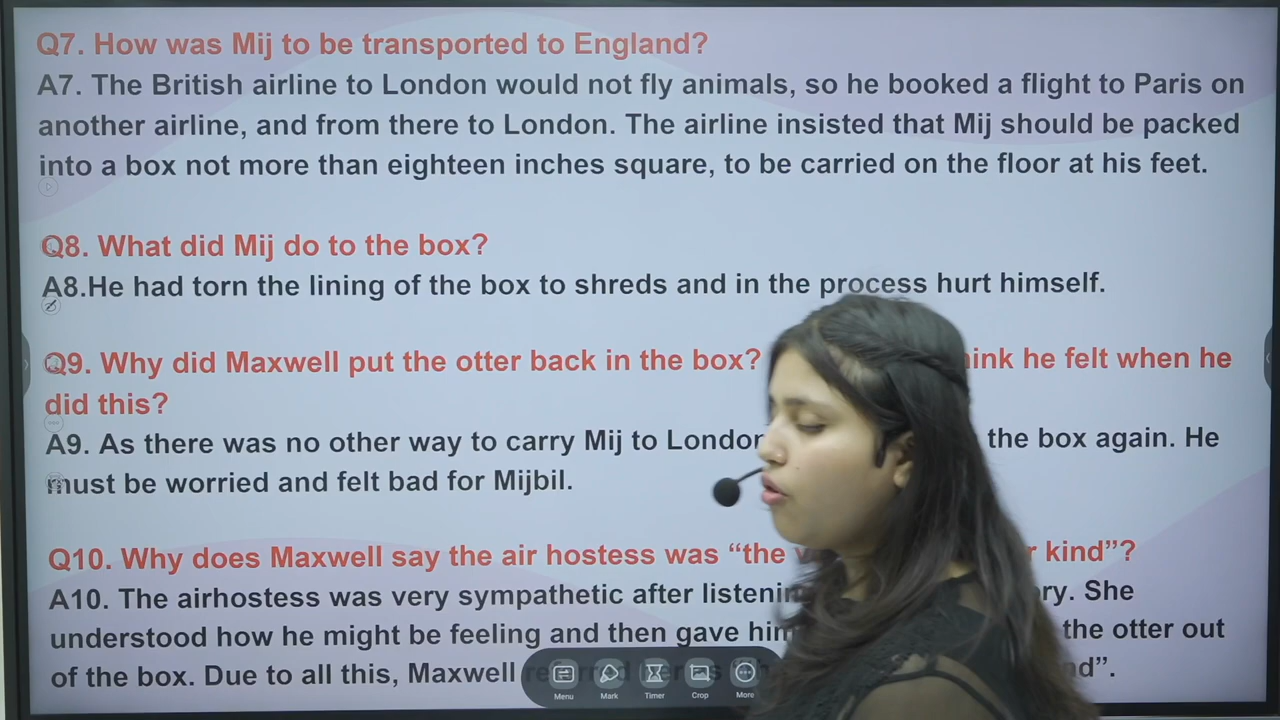 Q7. How was Mij to be transported to England?
A7. The British airline to London would not fly animals, so he booked a flight to Paris on
another airline, and from there to London. The airline insisted that Mij should be packed
into a box not more than eighteen inches square, to be carried on the floor at his feet.
Q8. What did Mij do to the box?
A8.He had torn the lining of the box to shreds and in the process hurt himself.
Q9. Why did Maxwell put the otter back in the box? he felt when he
did this?
A9. As there was no other way to carry Mij to London the box again. He
must be worried and felt bad for Mijbil.
Q10. Why does Maxwell say the air hostess was “the kind”?
A10. The airhostess was very sympathetic after She
understood how he might be feeling and then gave the otter out
of the box. Due to all this, Maxwell
Menu Mark Timer Crop More